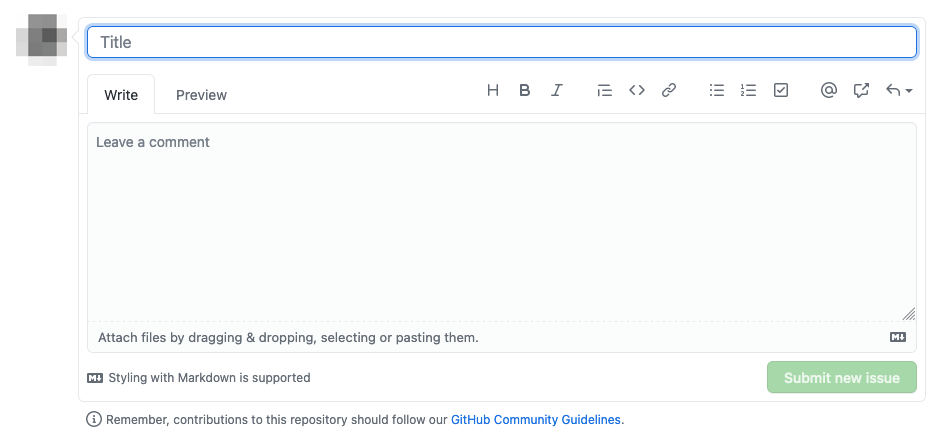 Title
Write Preview H B I
Leave a comment
Attach files by dragging & dropping, selecting or pasting them.
Styling with Markdown is supported
Submit new issue
Remember, contributions to this repository should follow our GitHub Community Guidelines.